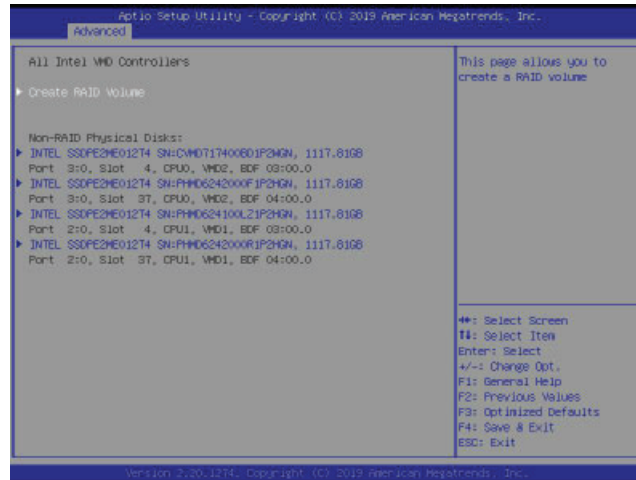 Aptio Setup Utility - Copyright (C) 2019 American Megatrends, Inc.
Advanced
All Intel VMD Controllers
Create RAID Volume
Non-RAID Physical Disks:
INTEL SSDPE2ME012T4 SN:CVMD717400BD1P2WGN, 1117.81GB
Port 3:0, Slot 4, CPU0, VMD2, BDF 03:00.0
INTEL SSDPE2ME012T4 SN:PHMD6242000F1P2HGN, 1117.81GB
Port 3:0, Slot 37, CPU0, VMD2, BDF 04:00.0
INTEL SSDPE2ME012T4 SN:PHMD624100LZ1P2HGN, 1117.81GB
Port 2:0, Slot 4, CPU1, VMD1, BDF 03:00.0
INTEL SSDPE2ME012T4 SN:PHMD6242000R1P2HGN, 1117.81GB
Port 2:0, Slot 37, CPU1, VMD1, BDF 04:00.0
This page allows you to
create a RAID volume
→←: Select Screen
↑↓: Select Item
Enter: Select
+/-: Change Opt.
F1: General Help
F2: Previous Values
F3: Optimized Defaults
F4: Save & Exit
ESC: Exit
Version 2.20.1274. Copyright (C) 2019 American Megatrends, Inc.